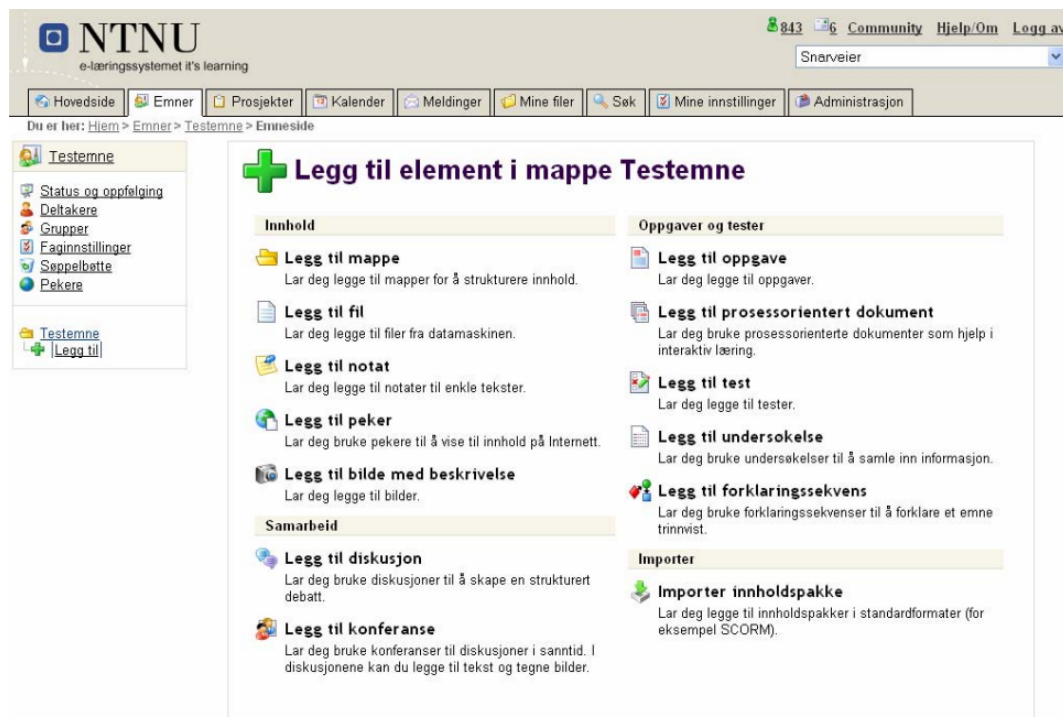 NTNU
e-læringssystemet it's learning
843 6 Community Hjelp/Om Logg av
Snarveier
Hovedside Emner Prosjekter Kalender Meldinger Mine filer Søk Mine innstillinger Administrasjon
Du er her: Hjem > Emner > Testemne > Emneside
Testemne
Status og oppfølging
Deltakere
Grupper
Faginnstillinger
Søppelbøtte
Pekere
Testemne
Legg til
Legg til element i mappe Testemne
Innhold
Legg til mappe
Lar deg legge til mapper for å strukturere innhold.
Legg til fil
Lar deg legge til filer fra datamaskinen.
Legg til notat
Lar deg legge til notater til enkle tekster.
Legg til peker
Lar deg bruke pekere til å vise til innhold på Internett.
Legg til bilde med beskrivelse
Lar deg legge til bilder.
Samarbeid
Legg til diskusjon
Lar deg bruke diskusjoner til å skape en strukturert
debatt.
Legg til konferanse
Lar deg bruke konferanser til diskusjoner i sanntid. I
diskusjonene kan du legge til tekst og tegne bilder.
Oppgaver og tester
Legg til oppgave
Lar deg legge til oppgaver.
Legg til prosessorientert dokument
Lar deg bruke prosessorienterte dokumenter som hjelp i
interaktiv læring.
Legg til test
Lar deg legge til tester.
Legg til undersøkelse
Lar deg bruke undersøkelser til å samle inn informasjon.
Legg til forklaringssekvens
Lar deg bruke forklaringssekvenser til å forklare et emne
trinnvist.
Importer
Importer innholdspakke
Lar deg legge til innholdspakker i standardformater (for
eksempel SCORM).